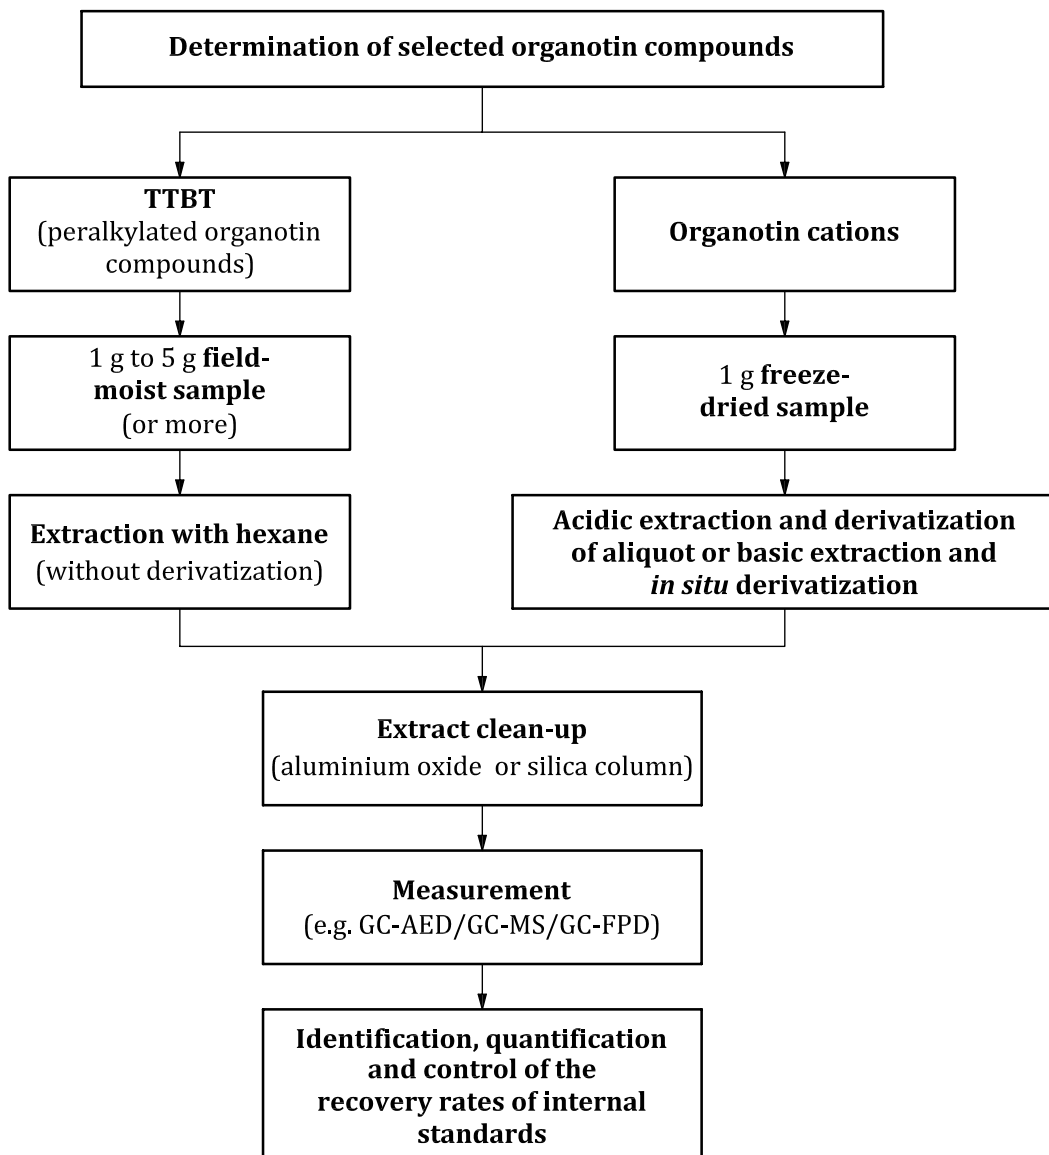 Determination of selected organotin compounds
TTBT
(peralkylated organotin
compounds)
Organotin cations
1 g to 5 g field-
moist sample
(or more)
1 g freeze-
dried sample
Extraction with hexane
(without derivatization)
Acidic extraction and derivatization
of aliquot or basic extraction and
in situ derivatization
Extract clean-up
(aluminium oxide or silica column)
Measurement
(e.g. GC-AED/GC-MS/GC-FPD)
Identification, quantification
and control of the
recovery rates of internal
standards